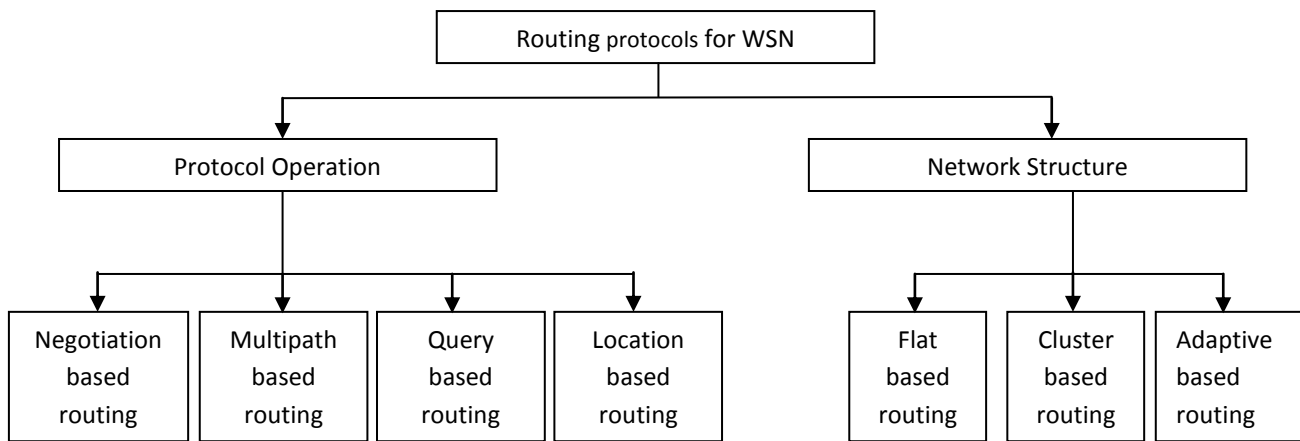 Routing protocols for WSN
Protocol Operation
Network Structure
Negotiation
based
routing
Multipath
based
routing
Query
based
routing
Location
based
routing
Flat
based
routing
Cluster
based
routing
Adaptive
based
routing